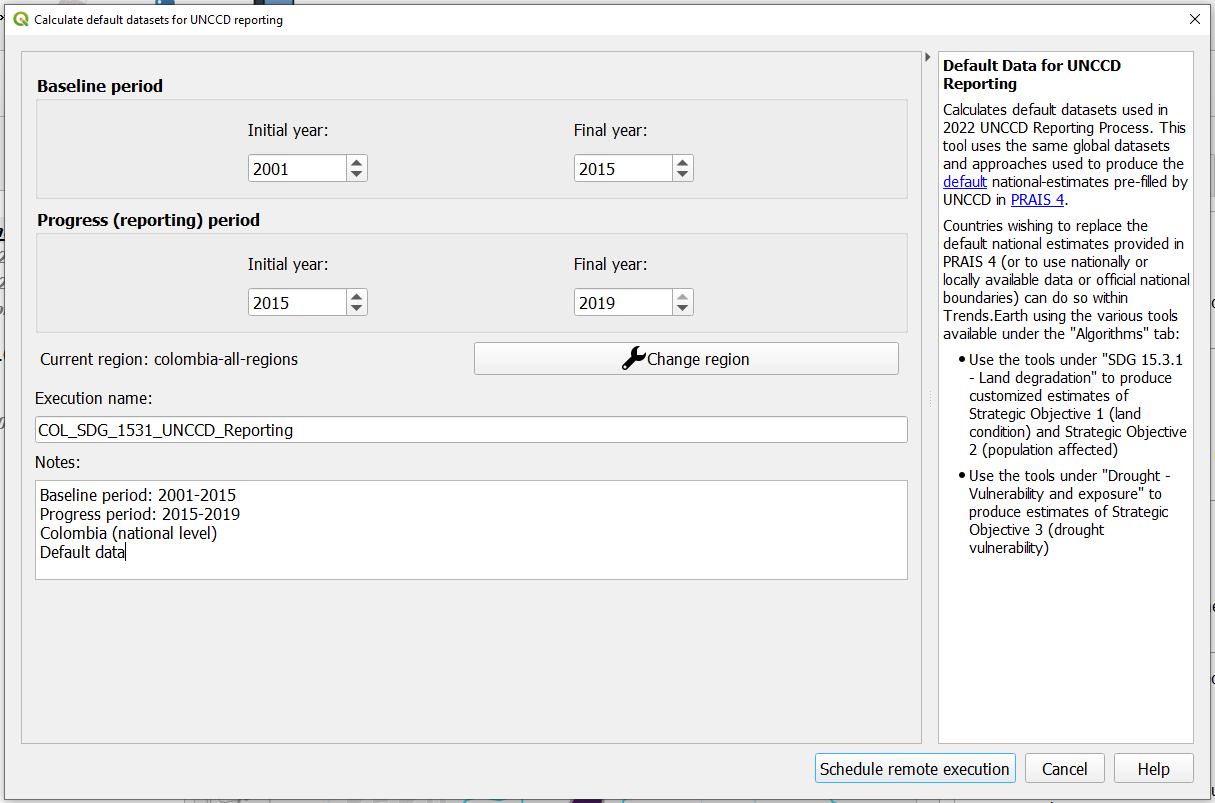 Calculate default datasets for UNCCD reporting
Baseline period
Initial year:
Final year:
2001
2015
Progress (reporting) period
Initial year:
Final year:
2015
2019
Current region: colombia-all-regions
Change region
Execution name:
COL_SDG_1531_UNCCD_Reporting
Notes:
Baseline period: 2001-2015
Progress period: 2015-2019
Colombia (national level)
Default data
Default Data for UNCCD
Reporting
Calculates default datasets used in
2022 UNCCD Reporting Process. This
tool uses the same global datasets
and approaches used to produce the
default national-estimates pre-filled by
UNCCD in PRAIS 4.
Countries wishing to replace the
default national estimates provided in
PRAIS 4 (or to use nationally or
locally available data or official national
boundaries) can do so within
Trends.Earth using the various tools
available under the "Algorithms" tab:
• Use the tools under "SDG 15.3.1
- Land degradation" to produce
customized estimates of
Strategic Objective 1 (land
condition) and Strategic Objective
2 (population affected)
• Use the tools under "Drought -
Vulnerability and exposure" to
produce estimates of Strategic
Objective 3 (drought
vulnerability)
Schedule remote execution
Cancel
Help